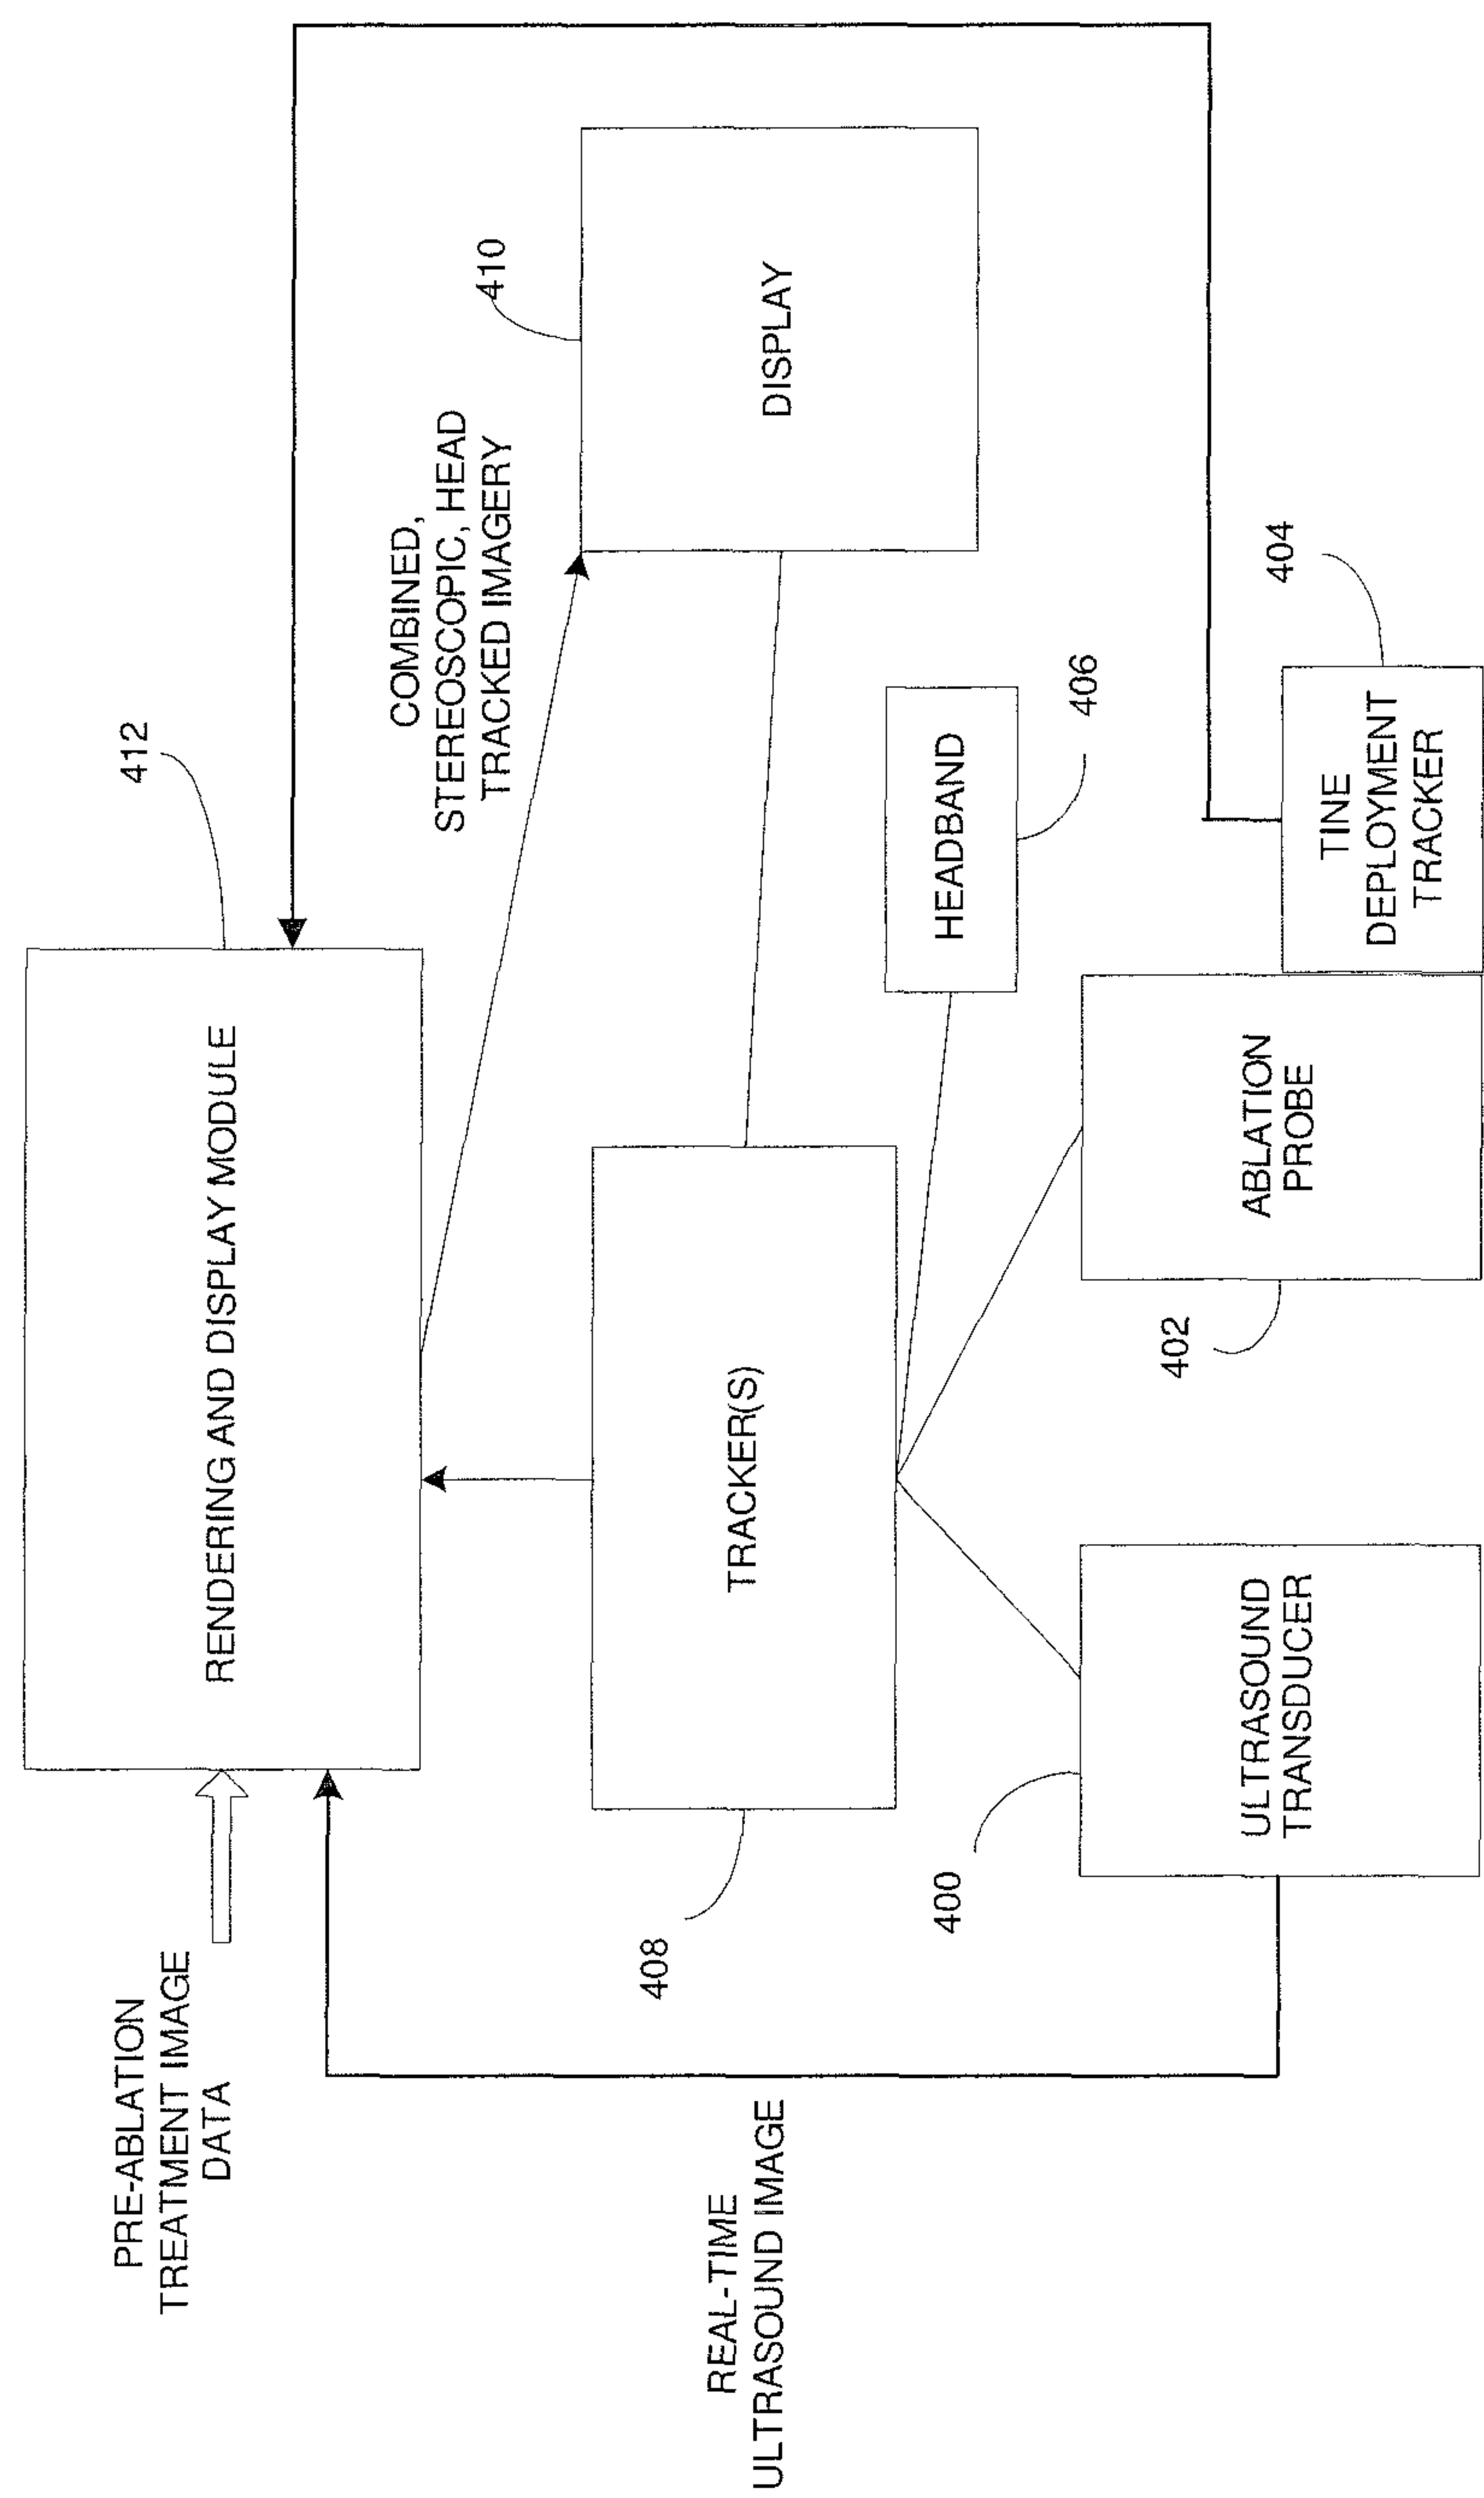 PRE-ABLATION
TREATMENT IMAGE
DATA
RENDERING AND DISPLAY MODULE
412
COMBINED,
STEREOSCOPIC, HEAD
TRACKED IMAGERY
410
DISPLAY
REAL-TIME
ULTRASOUND IMAGE
408
TRACKER(S)
HEADBAND
406
400
ULTRASOUND
TRANSDUCER
402
ABLATION
PROBE
404
TINE
DEPLOYMENT
TRACKER